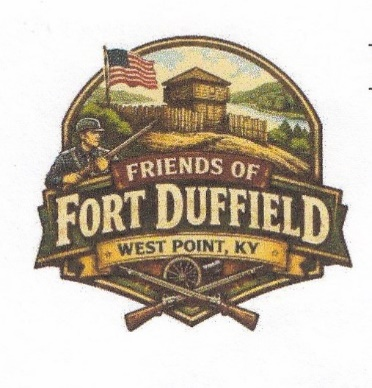 FRIENDS OF
FORT DUFFIELD
WEST POINT, KY